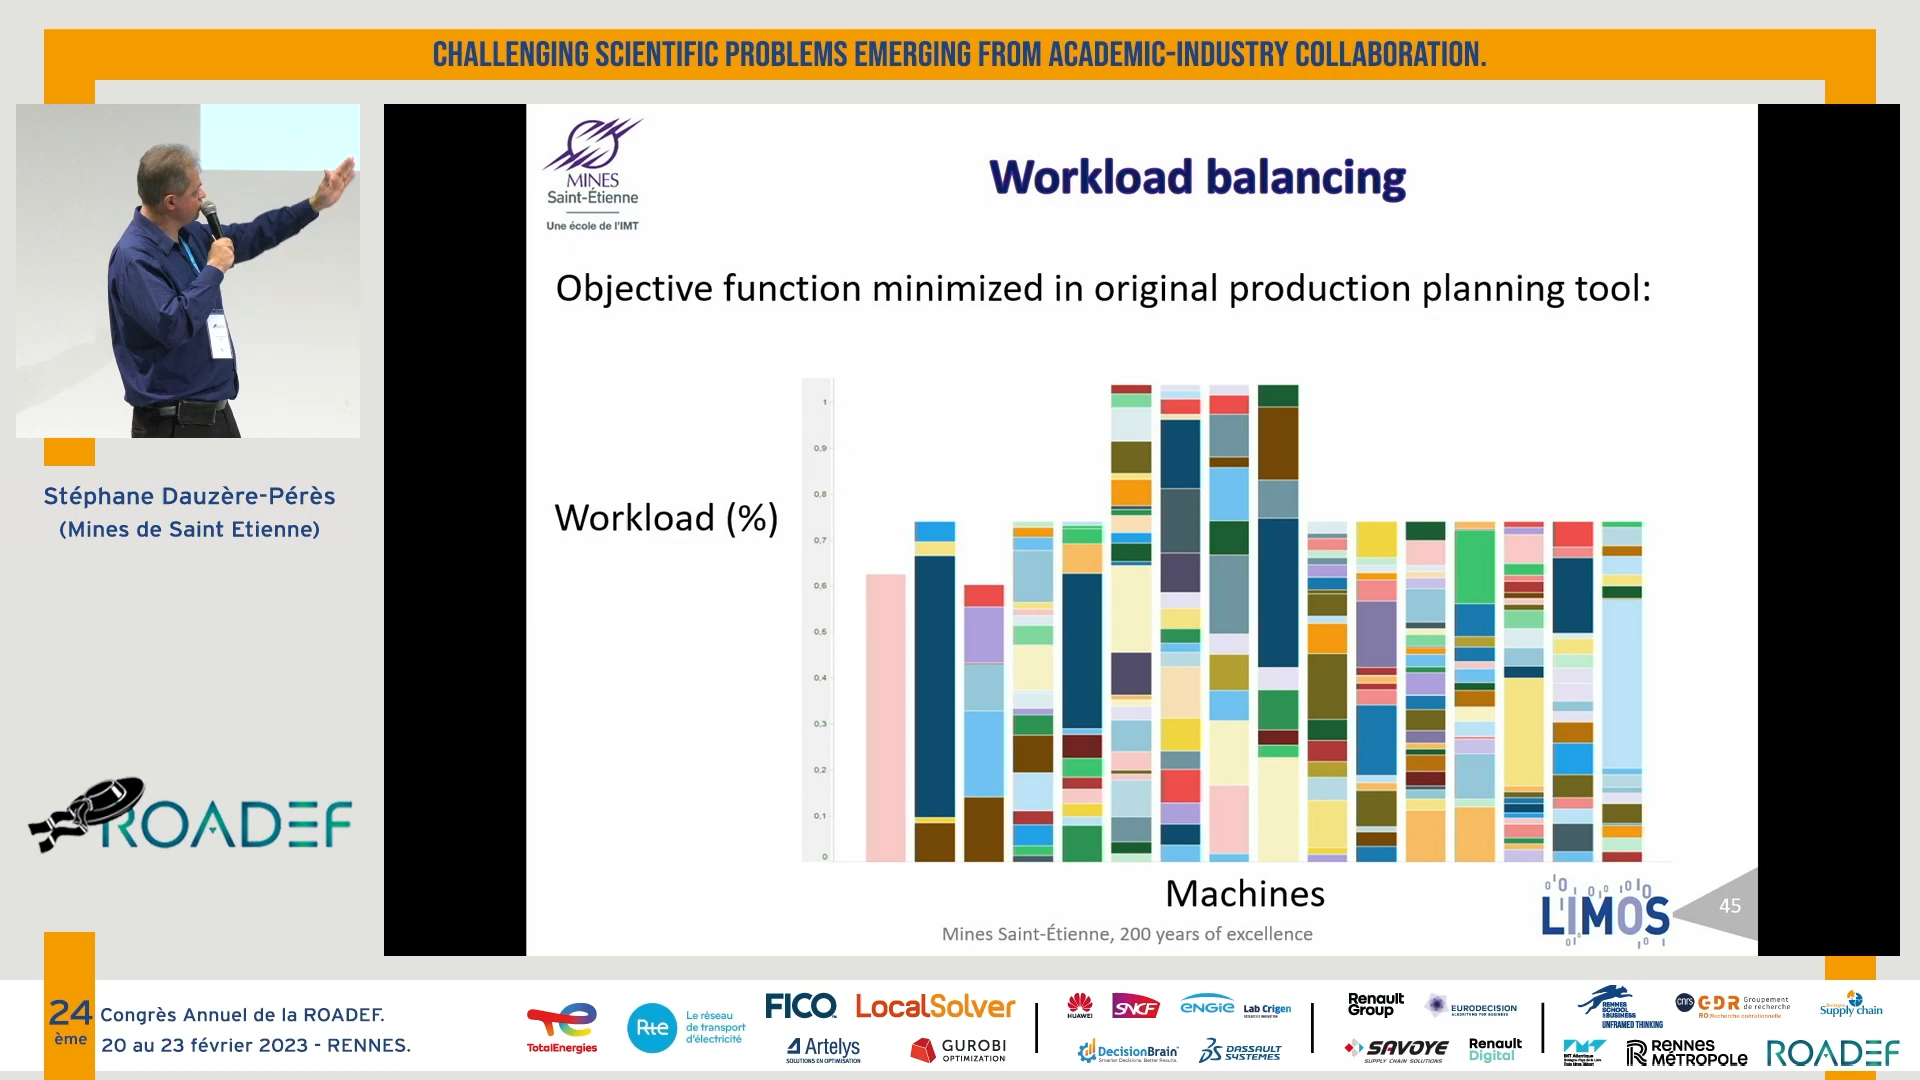 CHALLENGING SCIENTIFIC PROBLEMS EMERGING FROM ACADEMIC-INDUSTRY COLLABORATION.
MINES
Saint-Étienne
Une école de l'IMT
Workload balancing
Objective function minimized in original production planning tool:
Workload (%)
1
0,9
0,8
0,7
0,6
0,5
0,4
0,3
0,2
0,1
0
Machines
Mines Saint-Étienne, 200 years of excellence
LIMOS
45
Stéphane Dauzère-Pérès
(Mines de Saint Etienne)
ROADEF
24
ème
Congrès Annuel de la ROADEF.
20 au 23 février 2023 - RENNES.
TotalEnergies
Rte
Le réseau
de transport
d'électricité
FICO
LocalSolver
Artelys
SOLUTIONS EN OPTIMISATION
GUROBI
OPTIMIZATION
HUAWEI
SNCF
ENGIE
Lab Crigen
DecisionBrain
DASSAULT
SYSTEMES
Renault
Group
EURODECISION
SAVOYE
SUPPLY CHAIN SOLUTIONS
Renault
Digital
RENNES
SCHOOL
OF BUSINESS
UNFRAMED THINKING
cnrs
GDR
Groupement
de recherche
RO Recherche opérationnelle
Supply chain
IMT Atlantique
RENNES
MÉTROPOLE
ROADEF